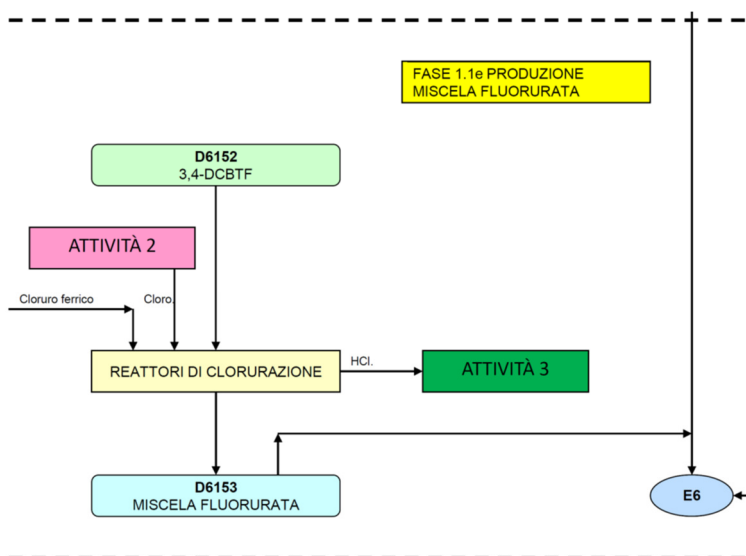 FASE 1.1e PRODUZIONE
MISCELA FLUORURATA
D6152
3,4-DCBTF
ATTIVITÀ 2
Cloruro ferrico
Cloro.
REATTORI DI CLORURAZIONE
HCl.
ATTIVITÀ 3
D6153
MISCELA FLUORURATA
E6